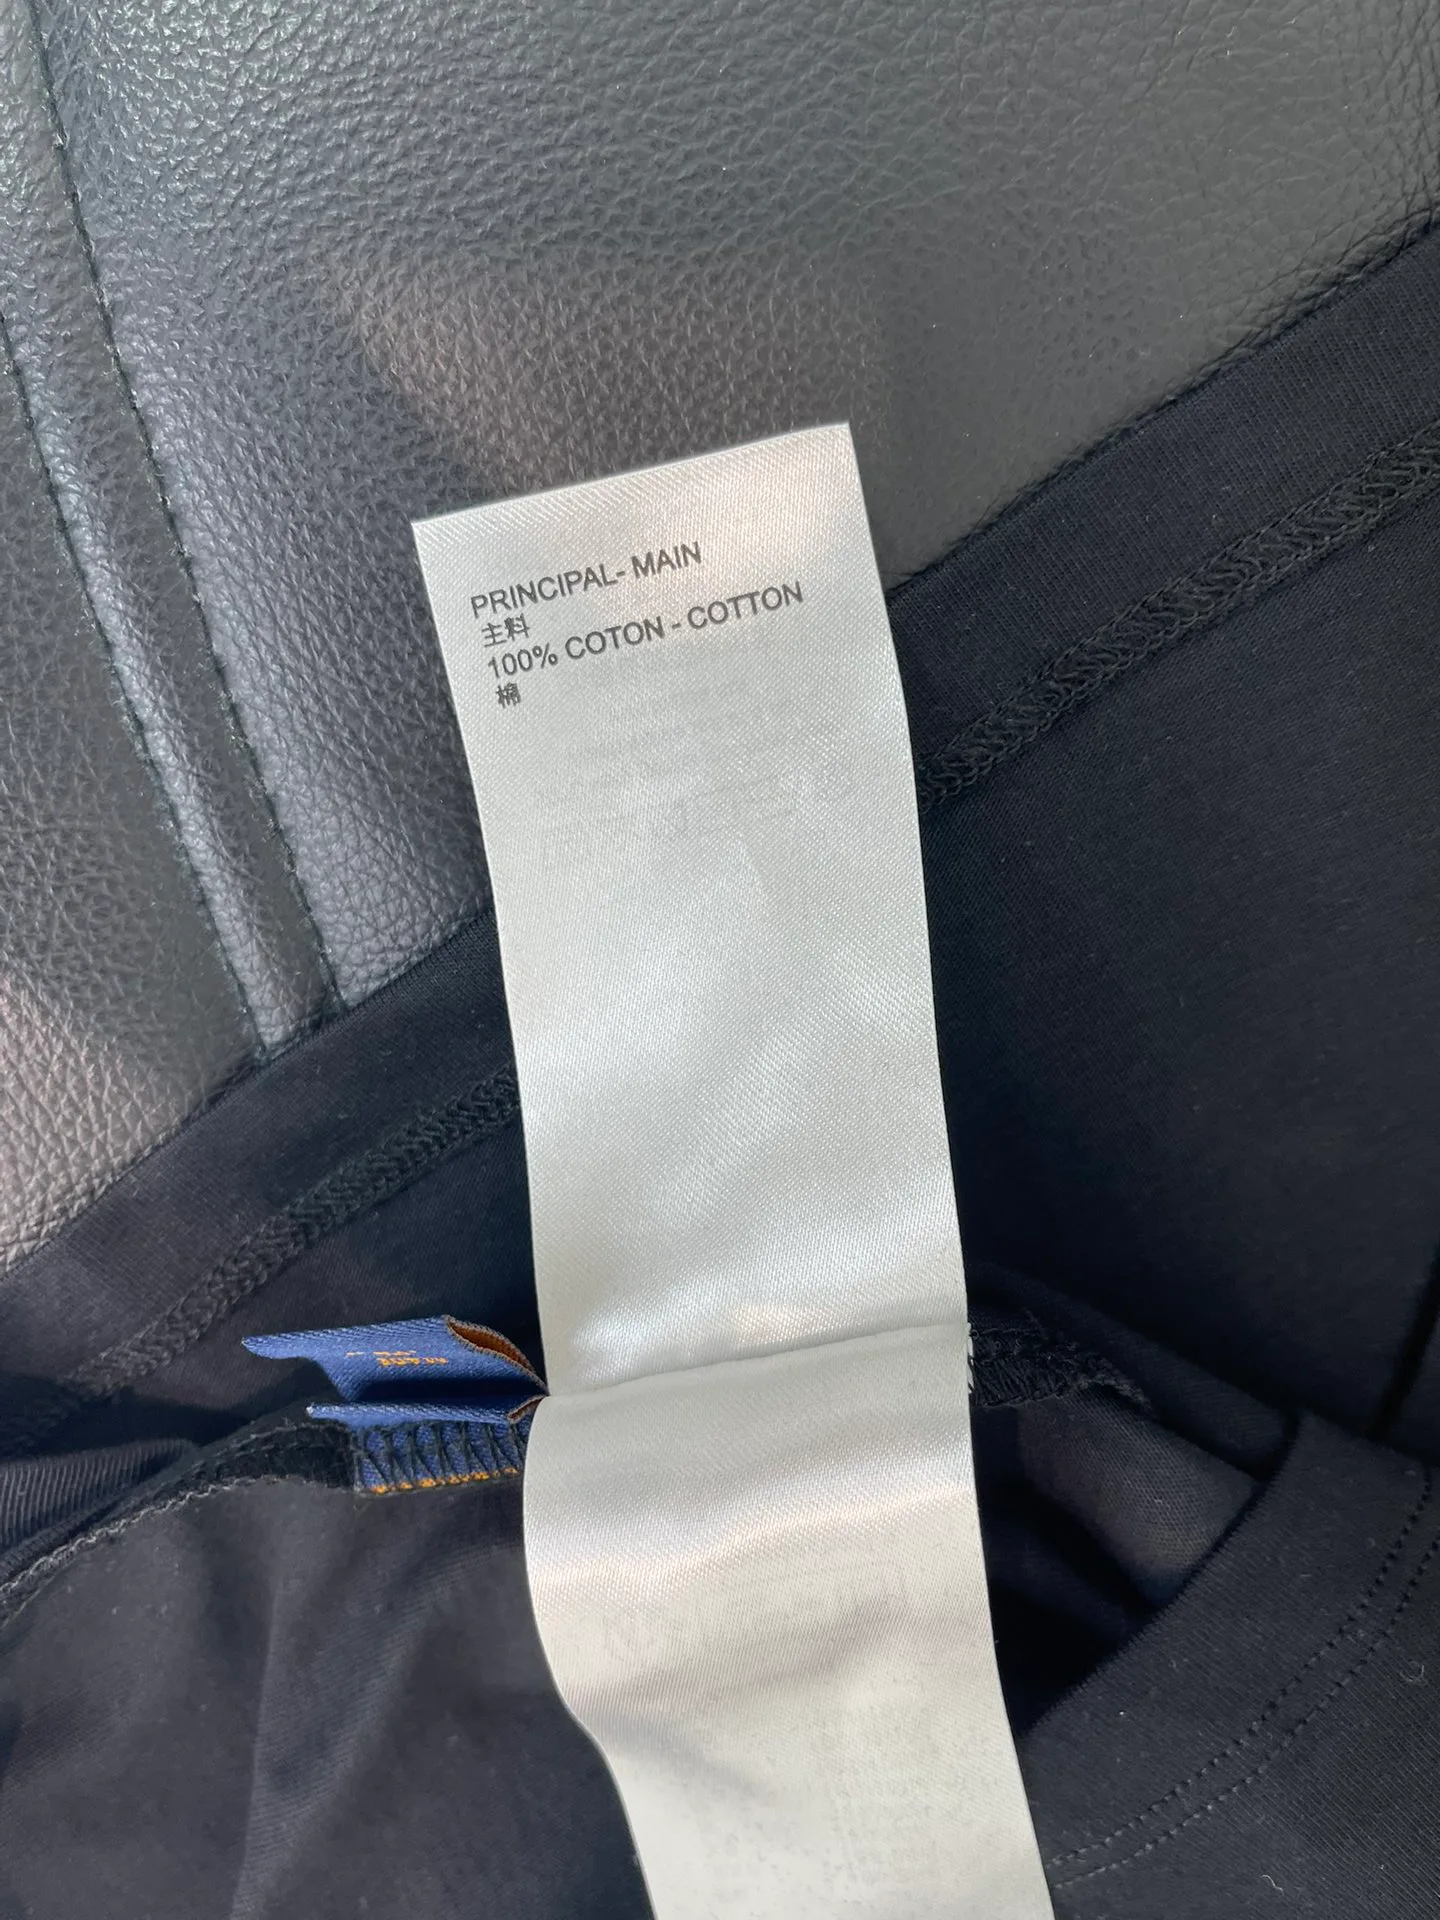 PRINCIPAL- MAIN
主料
100% COTON - COTTON
棉